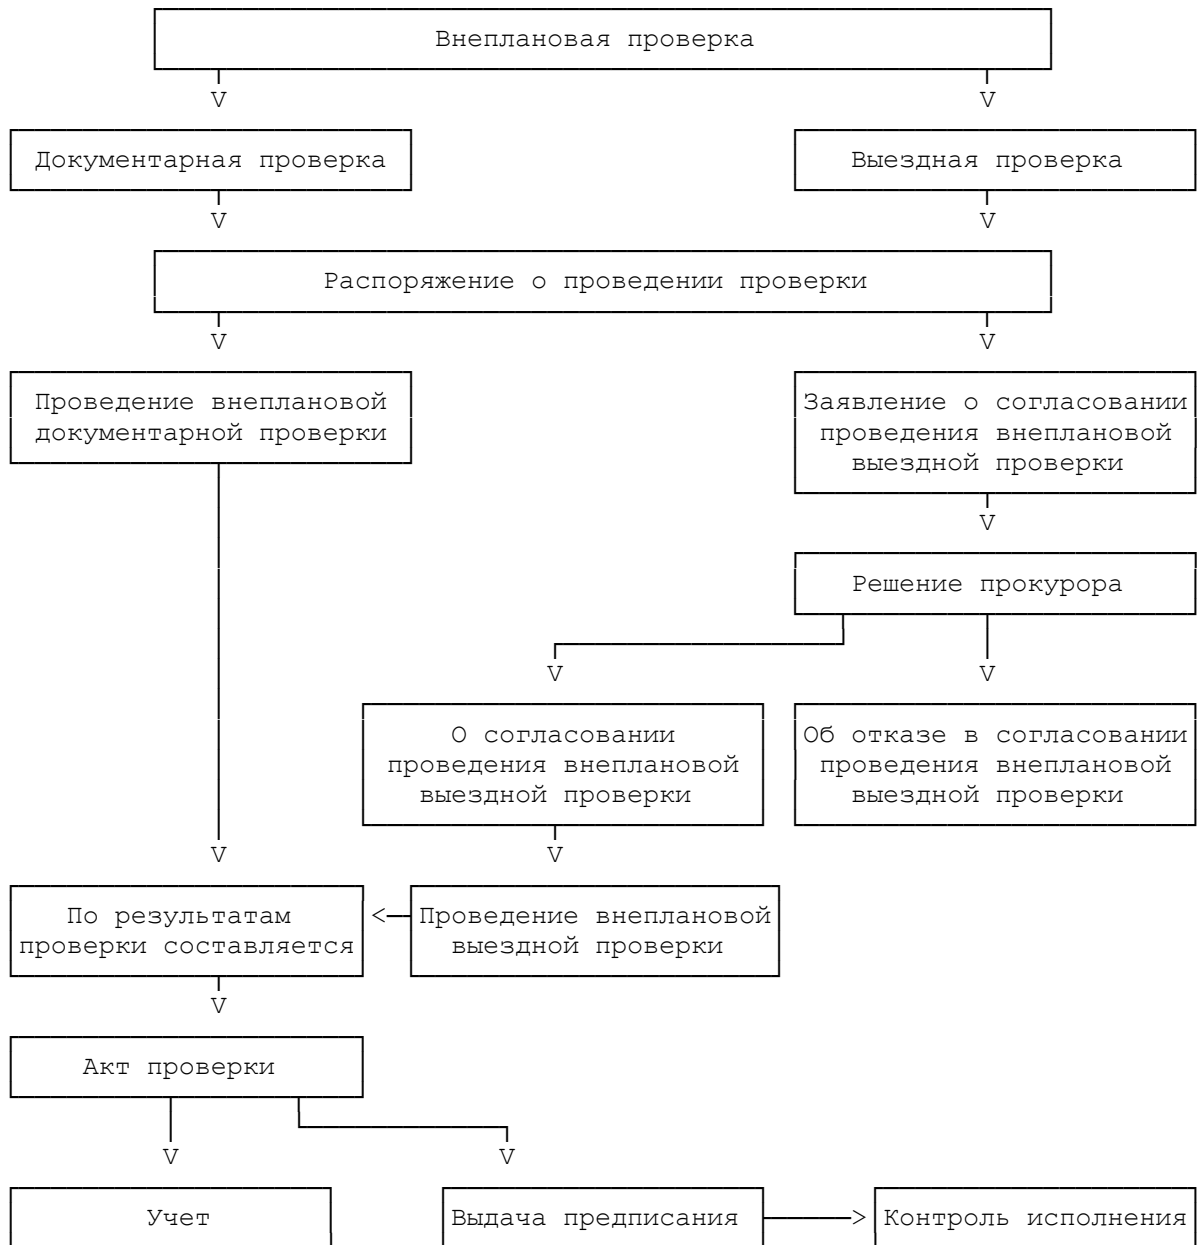 Внеплановая проверка
Документарная проверка
Выездная проверка
Распоряжение о проведении проверки
Проведение внеплановой
документарной проверки
Заявление о согласовании
проведения внеплановой
выездной проверки
Решение прокурора
О согласовании
проведения внеплановой
выездной проверки
Об отказе в согласовании
проведения внеплановой
выездной проверки
По результатам
проверки составляется
Проведение внеплановой
выездной проверки
Акт проверки
Учет
Выдача предписания
Контроль исполнения